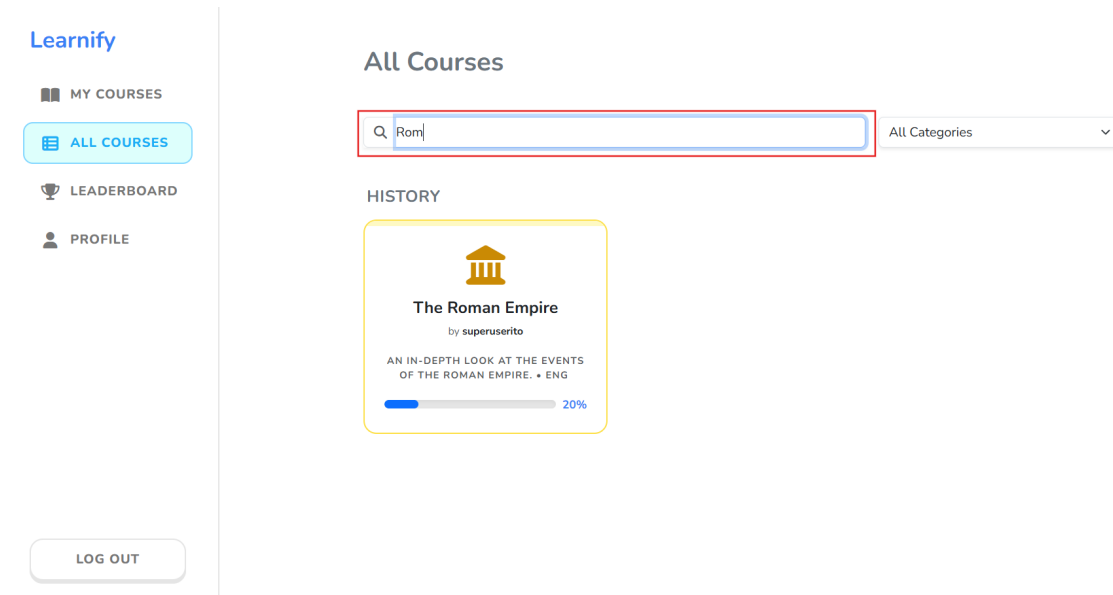 Learnify
MY COURSES
ALL COURSES
LEADERBOARD
PROFILE
LOG OUT
All Courses
Rom
All Categories
HISTORY
The Roman Empire
by superuserito
AN IN-DEPTH LOOK AT THE EVENTS
OF THE ROMAN EMPIRE. • ENG
20%